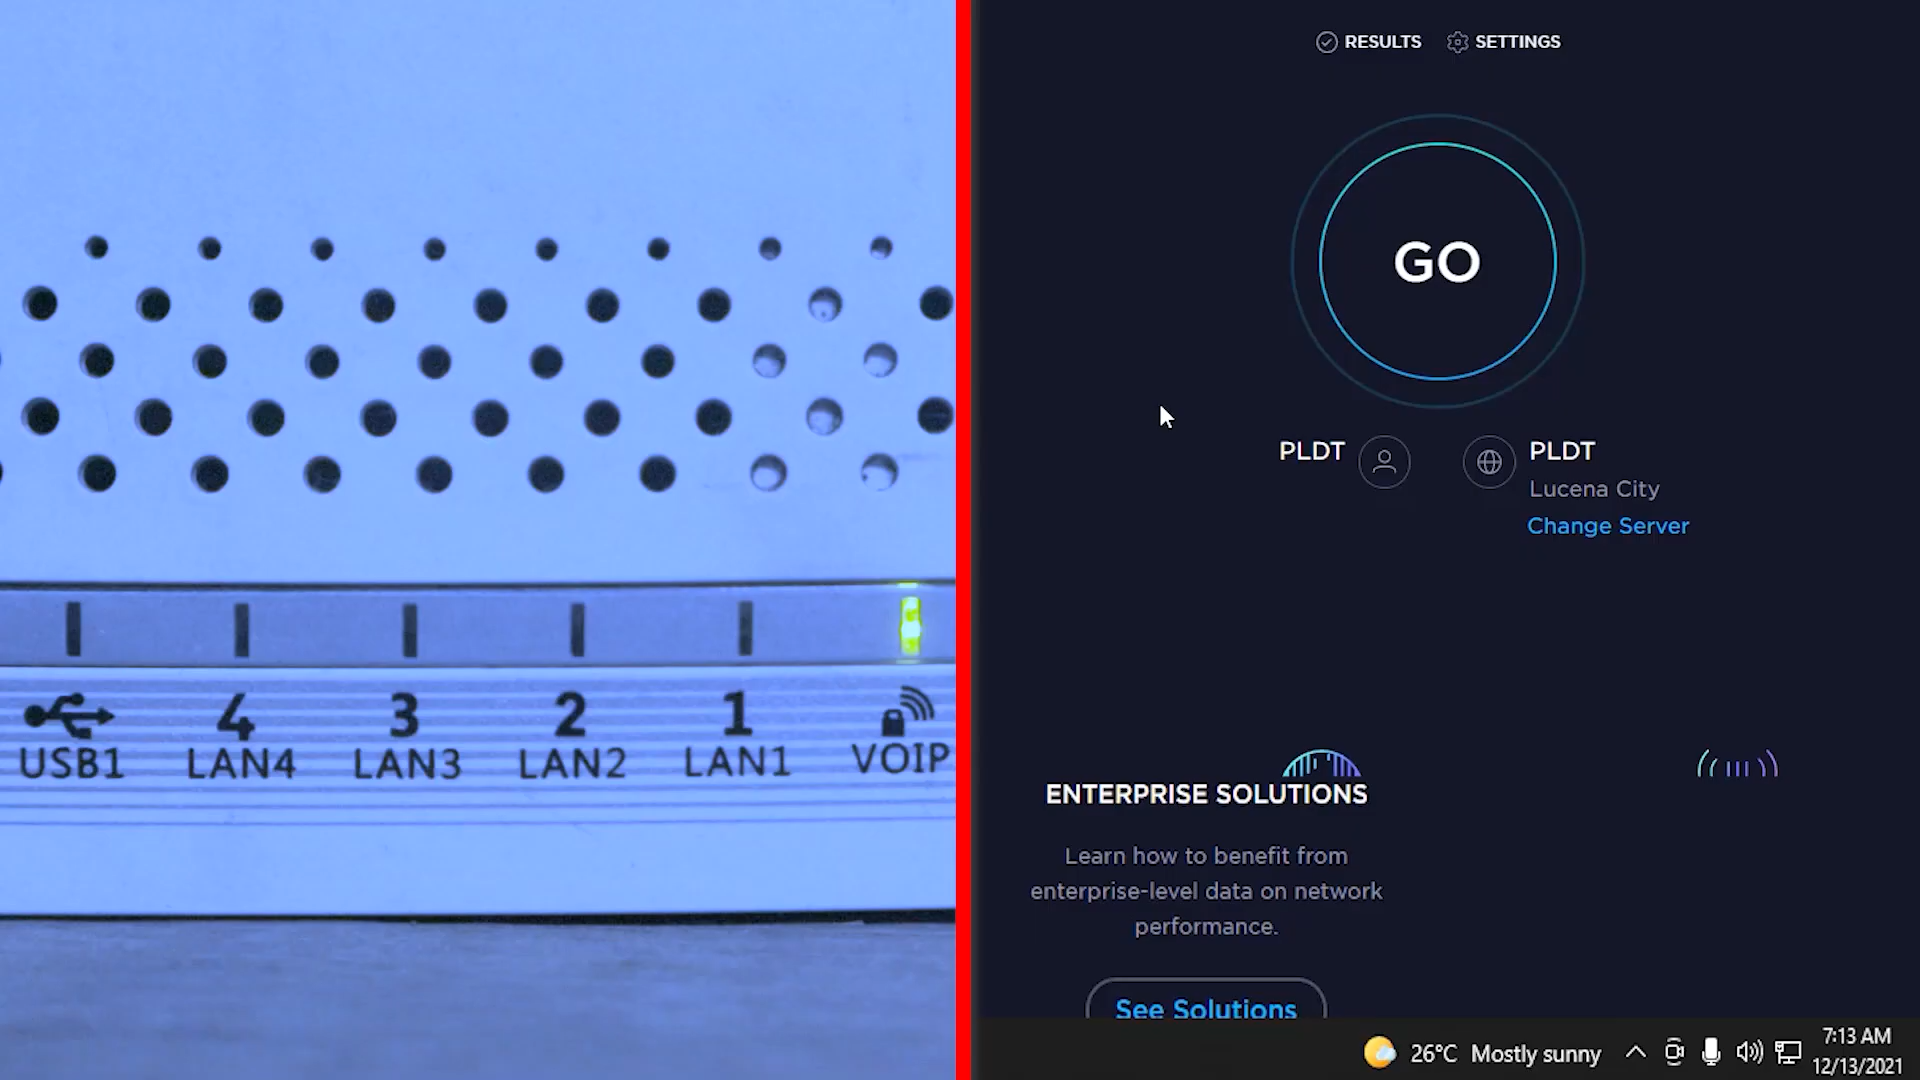 4 3 2 1
USB1 LAN4 LAN3 LAN2 LAN1 VOIP
RESULTS SETTINGS
GO
PLDT
PLDT
Lucena City
Change Server
ENTERPRISE SOLUTIONS
Learn how to benefit from
enterprise-level data on network
performance.
See Solutions
26°C Mostly sunny
7:13 AM
12/13/2021